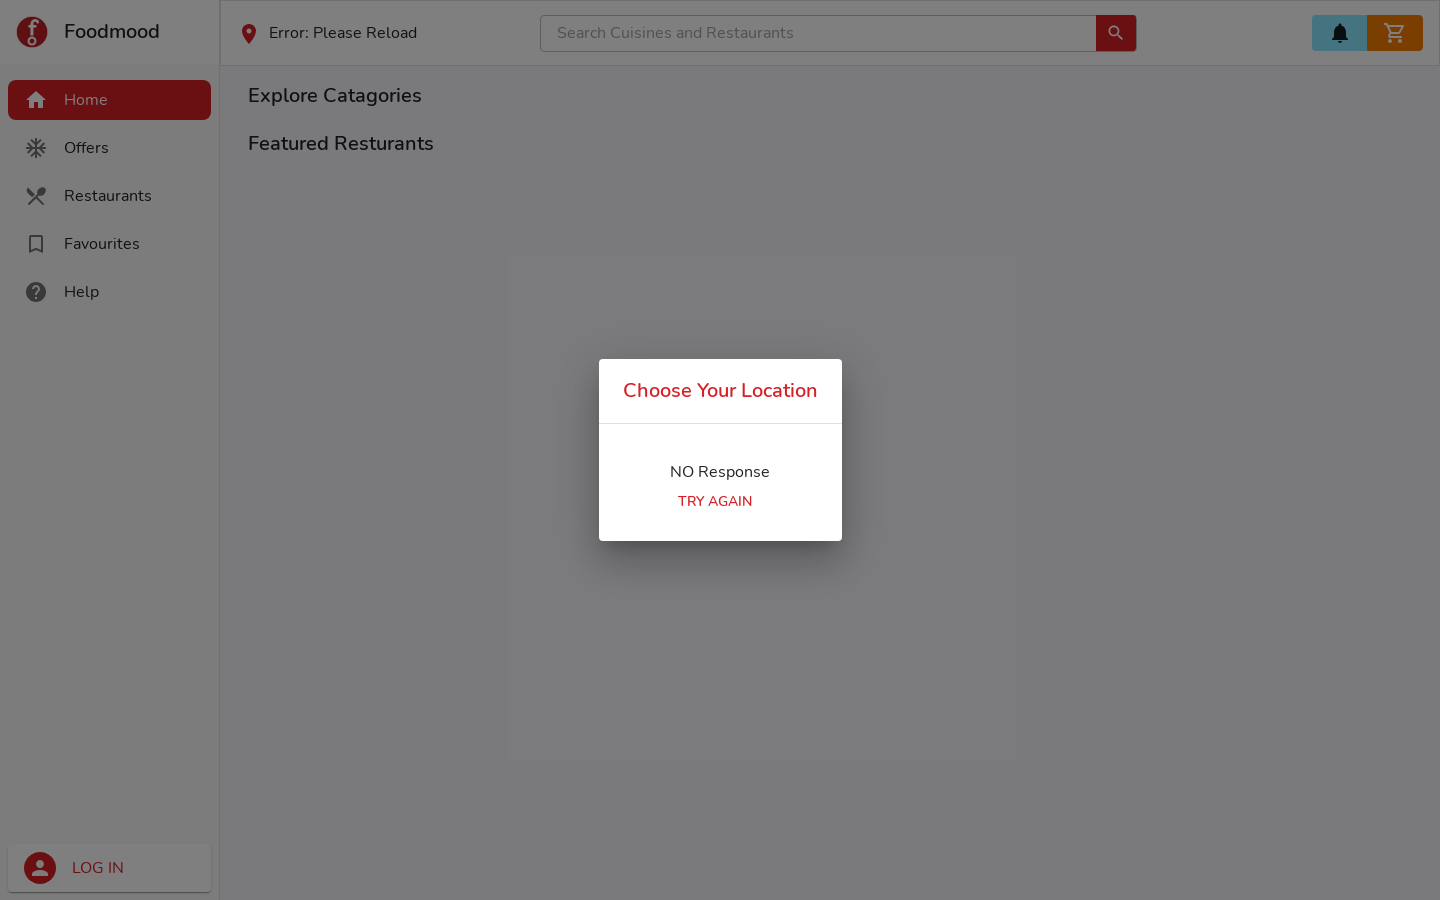 Foodmood
Error: Please Reload
Search Cuisines and Restaurants
Home
Offers
Restaurants
Favourites
Help
LOG IN
Explore Catagories
Featured Resturants
Choose Your Location
NO Response
TRY AGAIN